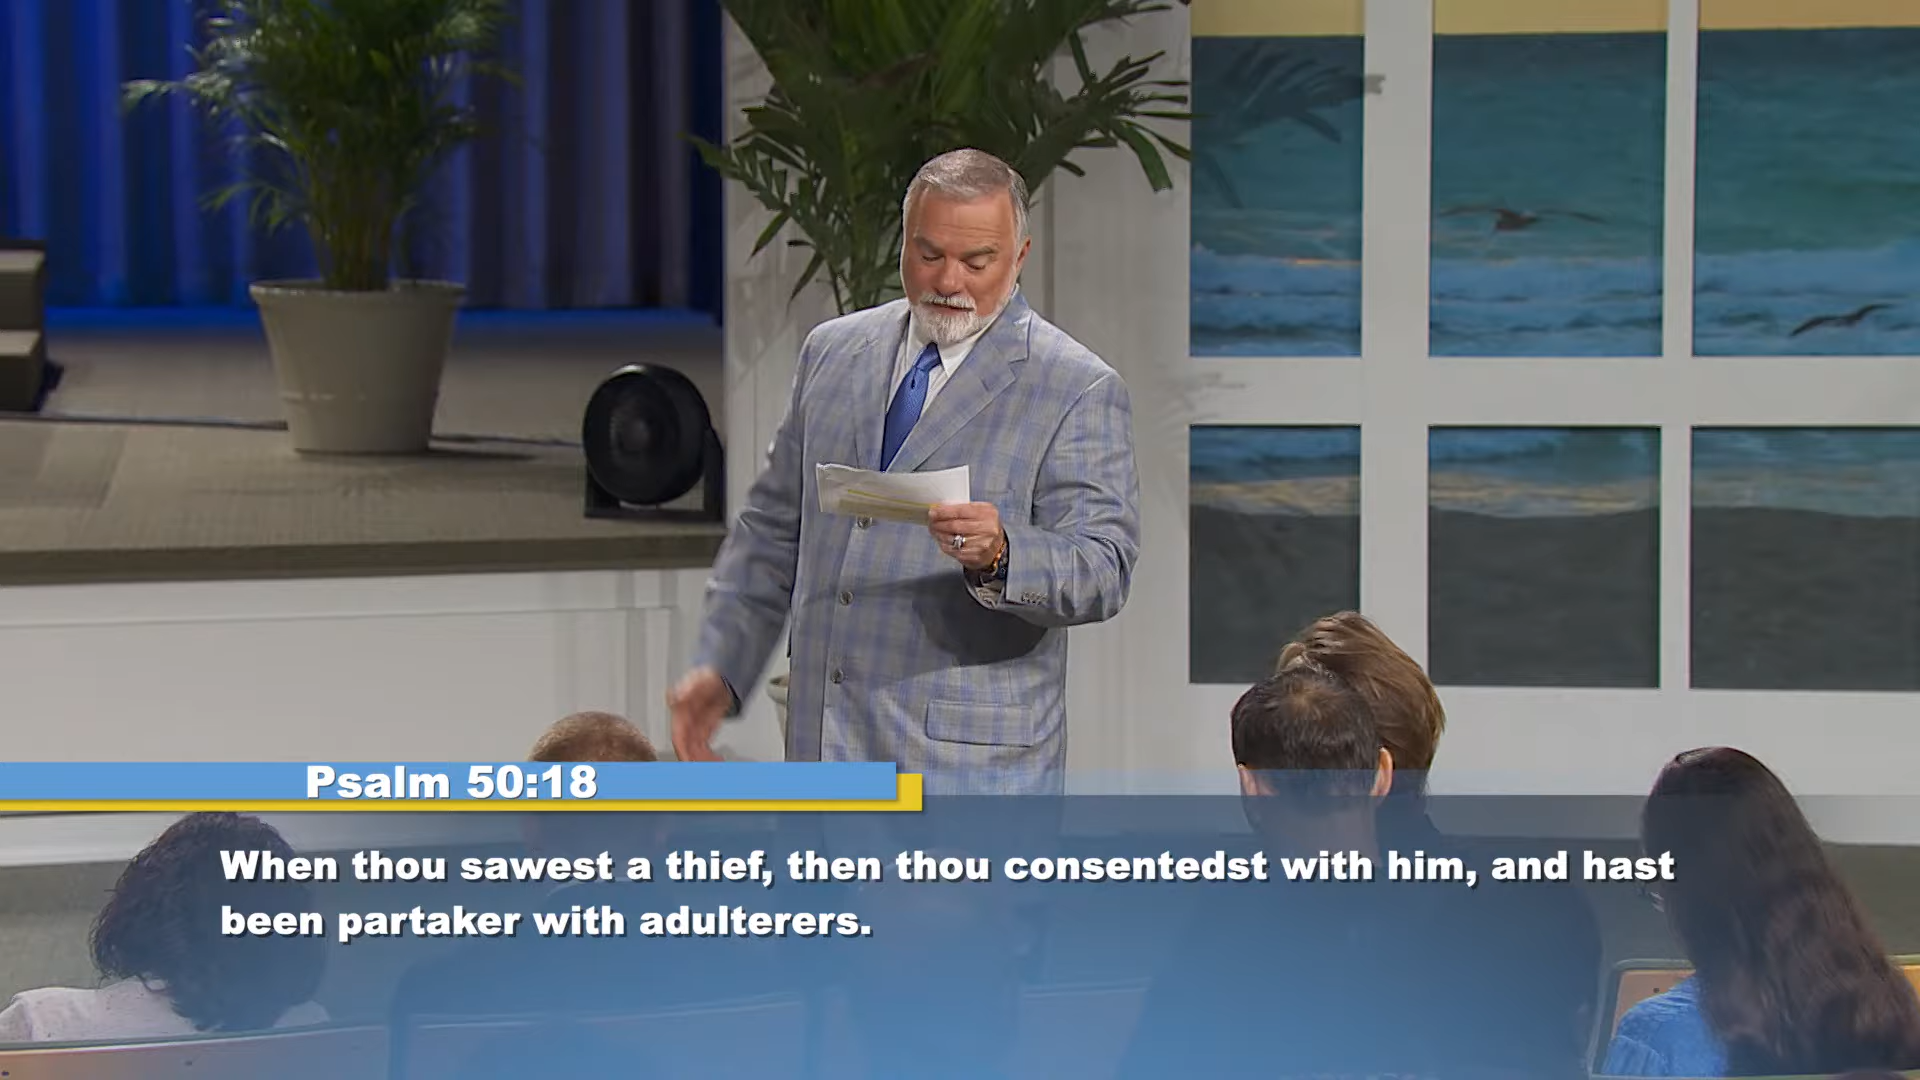 Psalm 50:18
When thou sawest a thief, then thou consentedst with him, and hast
been partaker with adulterers.